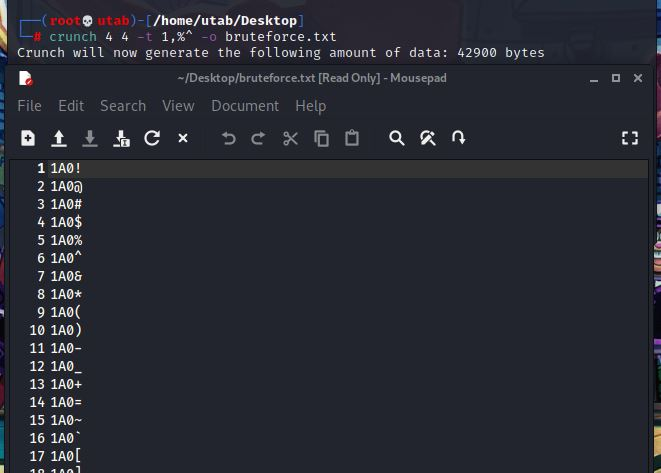 (root💀utab)-[/home/utab/Desktop]
# crunch 4 4 -t 1,%^ -o bruteforce.txt
Crunch will now generate the following amount of data: 42900 bytes
~/Desktop/bruteforce.txt [Read Only] - Mousepad
File Edit Search View Document Help
1 1A0!
2 1A0@
3 1A0#
4 1A0$
5 1A0%
6 1A0^
7 1A0&
8 1A0*
9 1A0(
10 1A0)
11 1A0-
12 1A0_
13 1A0+
14 1A0=
15 1A0~
16 1A0`
17 1A0[
18 1A0]